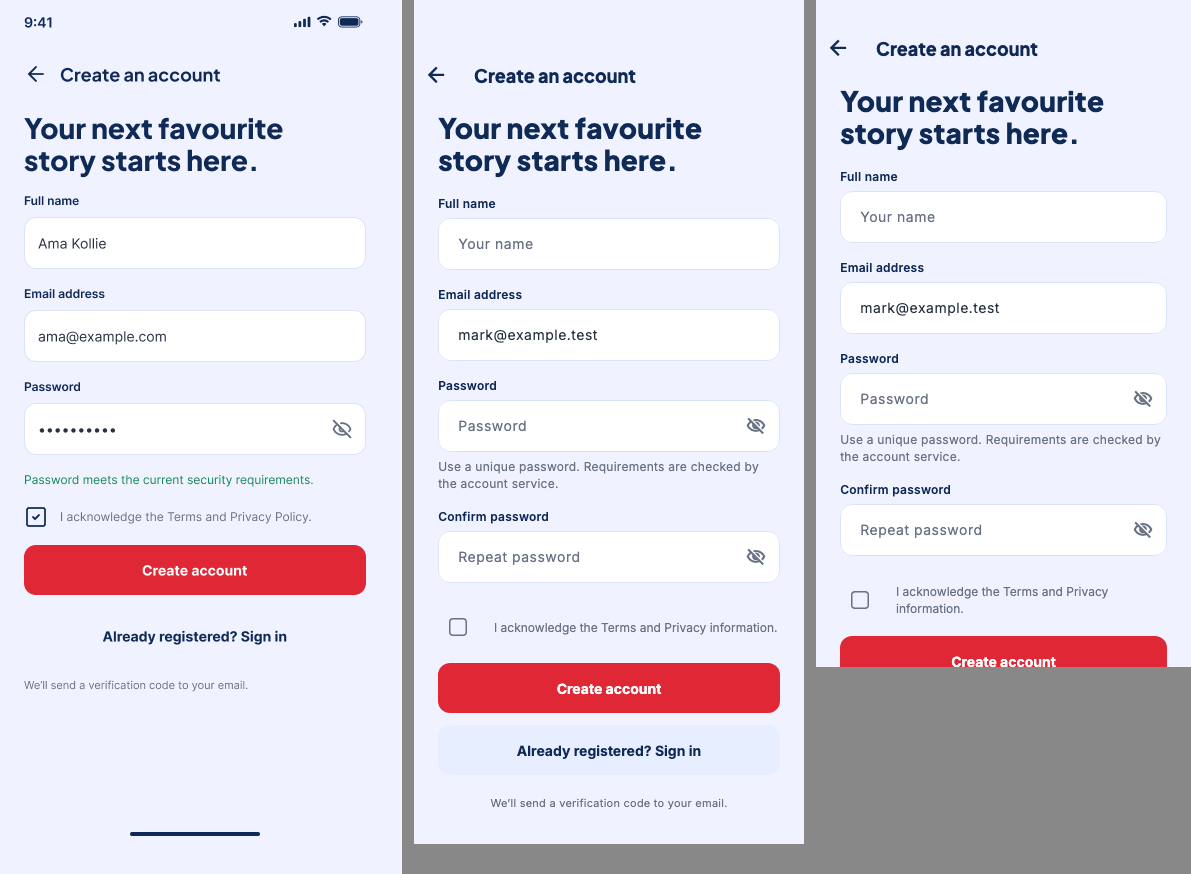 9:41
Create an account
Your next favourite
story starts here.
Full name
Ama Kollie
Email address
ama@example.com
Password
••••••••••
Password meets the current security requirements.
I acknowledge the Terms and Privacy Policy.
Create account
Already registered? Sign in
We'll send a verification code to your email.
Create an account
Your next favourite
story starts here.
Full name
Your name
Email address
mark@example.test
Password
Password
Use a unique password. Requirements are checked by
the account service.
Confirm password
Repeat password
I acknowledge the Terms and Privacy information.
Create account
Already registered? Sign in
We'll send a verification code to your email.
Create an account
Your next favourite
story starts here.
Full name
Your name
Email address
mark@example.test
Password
Password
Use a unique password. Requirements are checked by
the account service.
Confirm password
Repeat password
I acknowledge the Terms and Privacy
information.
Create account